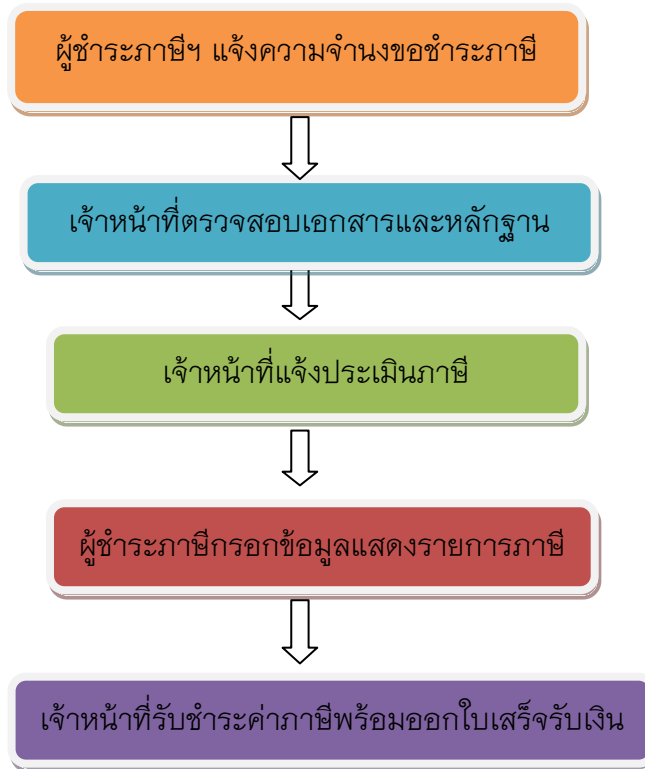 ผู้ชำระภาษีฯ แจ้งความจำนงขอชำระภาษี
เจ้าหน้าที่ตรวจสอบเอกสารและหลักฐาน
เจ้าหน้าที่แจ้งประเมินภาษี
ผู้ชำระภาษีกรอกข้อมูลแสดงรายการภาษี
เจ้าหน้าที่รับชำระค่าภาษีพร้อมออกใบเสร็จรับเงิน